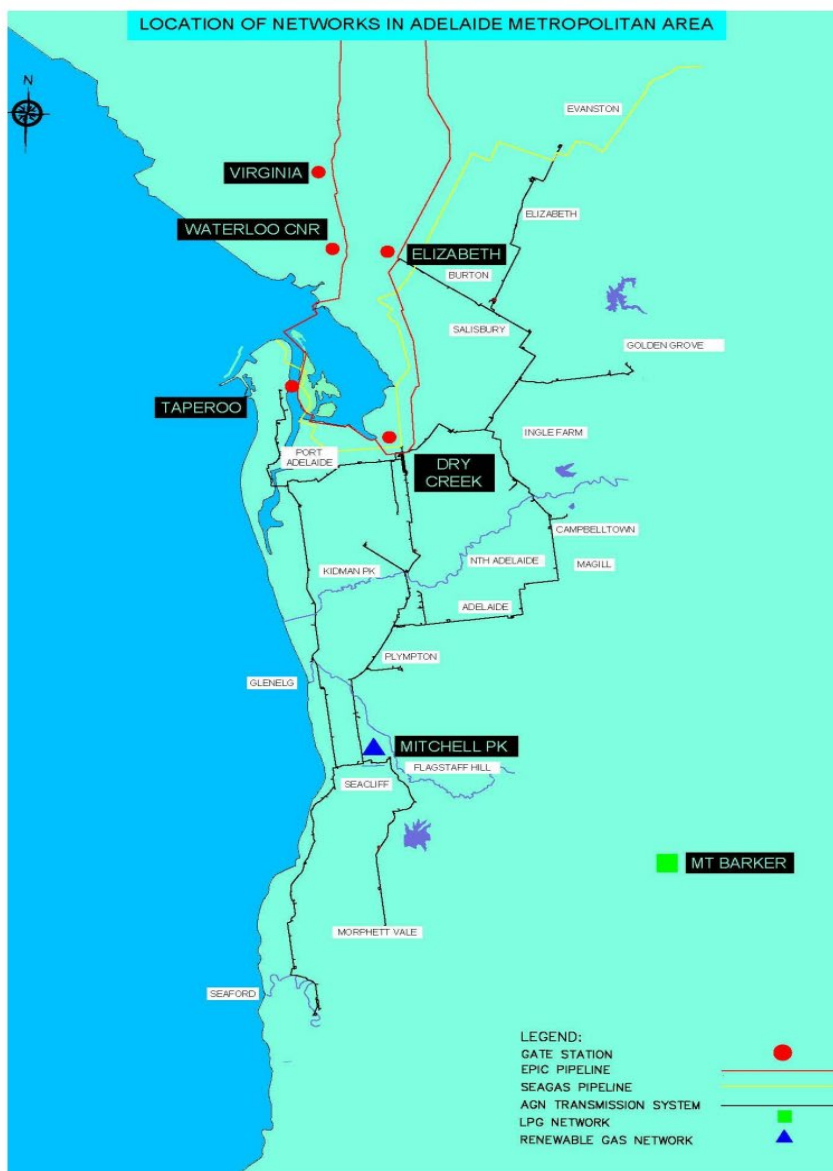 LOCATION OF NETWORKS IN ADELAIDE METROPOLITAN AREA
N
EVANSTON
VIRGINIA
ELIZABETH
WATERLOO CNR
ELIZABETH
BURTON
SALISBURY
GOLDEN GROVE
TAPEROO
INGLE FARM
PORT
ADELAIDE
DRY
CREEK
CAMPBELLTOWN
NTH ADELAIDE
MAGILL
KIDMAN PK
ADELAIDE
PLYMPTON
GLENELG
MITCHELL PK
FLAGSTAFF HILL
SEACLIFF
MT BARKER
MORPHETT VALE
SEAFORD
LEGEND:
GATE STATION
EPIC PIPELINE
SEAGAS PIPELINE
AGN TRANSMISSION SYSTEM
LPG NETWORK
RENEWABLE GAS NETWORK